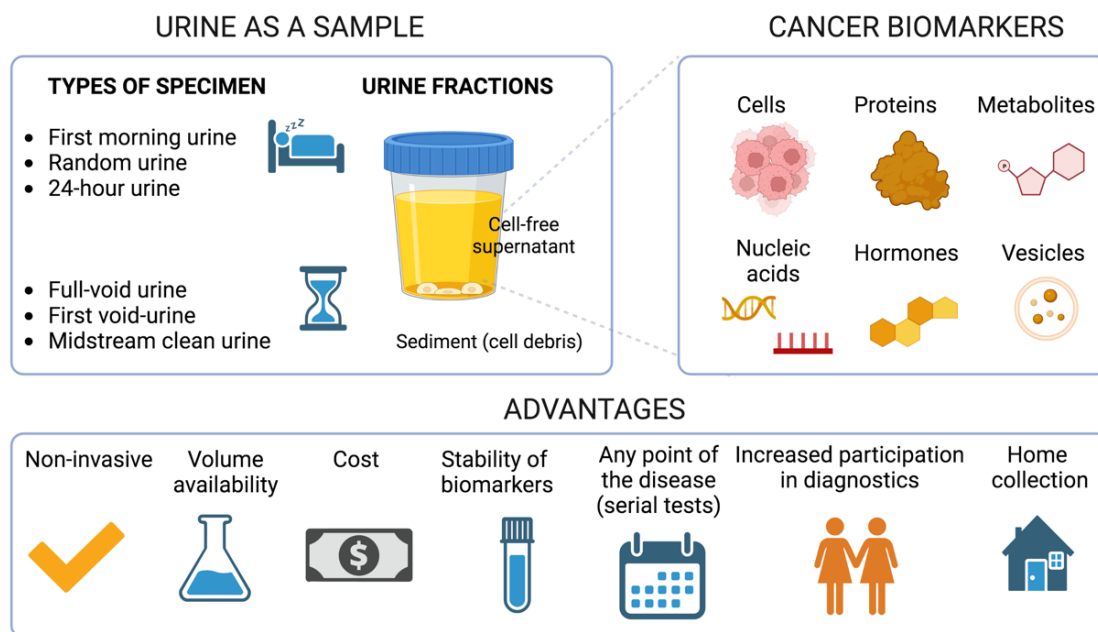 URINE AS A SAMPLE
TYPES OF SPECIMEN
• First morning urine
• Random urine
• 24-hour urine
zzz
• Full-void urine
• First void-urine
• Midstream clean urine
URINE FRACTIONS
Cell-free
supernatant
Sediment (cell debris)
CANCER BIOMARKERS
Cells
Proteins
Metabolites
P
Nucleic
acids
Hormones
Vesicles
ADVANTAGES
Non-invasive
Volume
availability
Cost
$
Stability of
biomarkers
Any point of
the disease
(serial tests)
Increased participation
in diagnostics
Home
collection